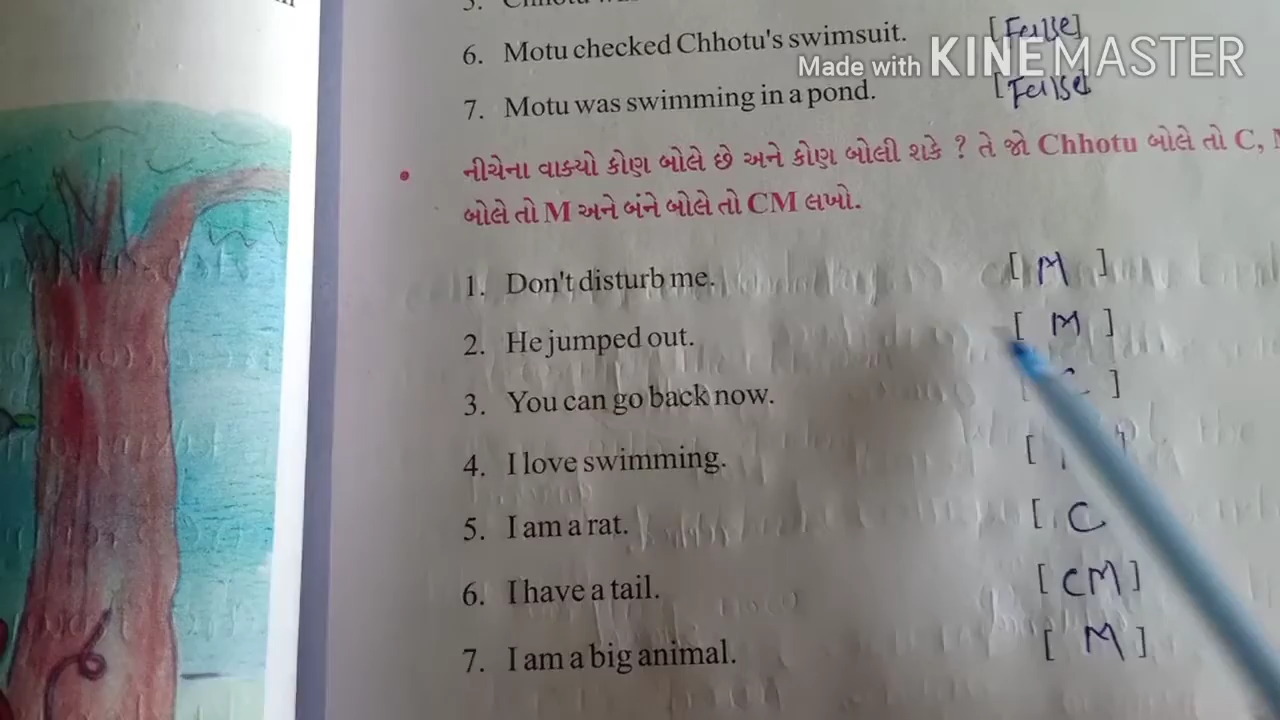 6. Motu checked Chhotu's swimsuit. [False]
Made with KINEMASTER
7. Motu was swimming in a pond. [False]
• નીચેના વાક્યો કોણ બોલે છે અને કોણ બોલી શકે ? તે જો Chhotu બોલે તો C,
બોલે તો M અને બંને બોલે તો CM લખો.
1. Don't disturb me. [ M ]
2. He jumped out. [ M ]
3. You can go back now. [ ]
4. I love swimming. [
5. I am a rat. [ C
6. I have a tail. [ CM ]
7. I am a big animal. [ M ]